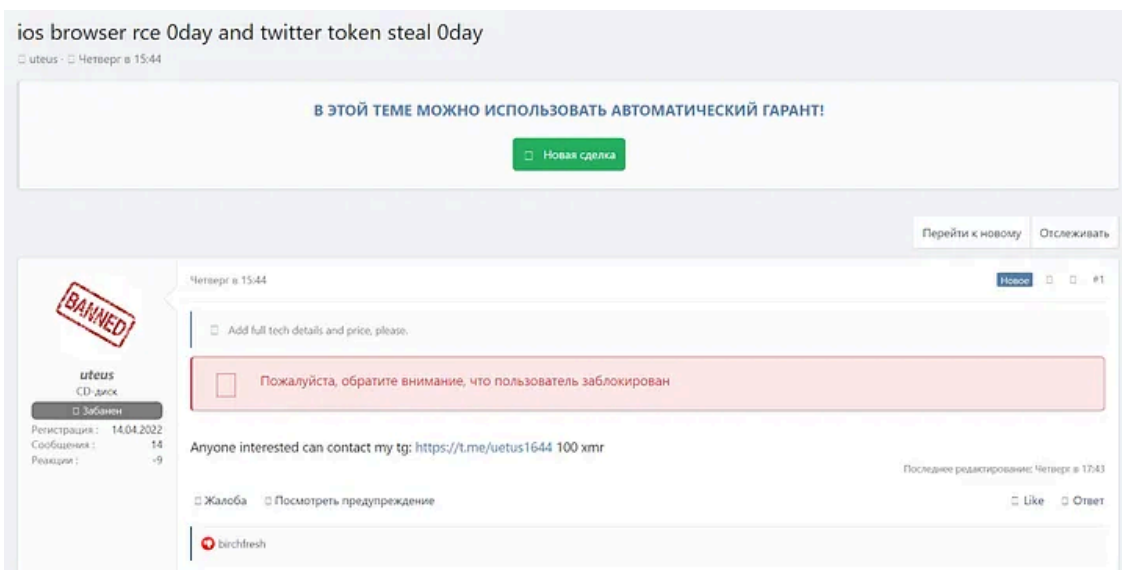 ios browser rce 0day and twitter token steal 0day
uteus · Четверг в 15:44
В ЭТОЙ ТЕМЕ МОЖНО ИСПОЛЬЗОВАТЬ АВТОМАТИЧЕСКИЙ ГАРАНТ!
Новая сделка
Перейти к новому Отслеживать
Четверг в 15:44 Новое #1
BANNED
Add full tech details and price, please.
Пожалуйста, обратите внимание, что пользователь заблокирован
uteus
CD-диск
Забанен
Регистрация: 14.04.2022
Сообщения: 14
Реакции: -9
Anyone interested can contact my tg: https://t.me/uetus1644 100 xmr
Последнее редактирование: Четверг в 17:43
Жалоба Посмотреть предупреждение Like Ответ
birchfresh